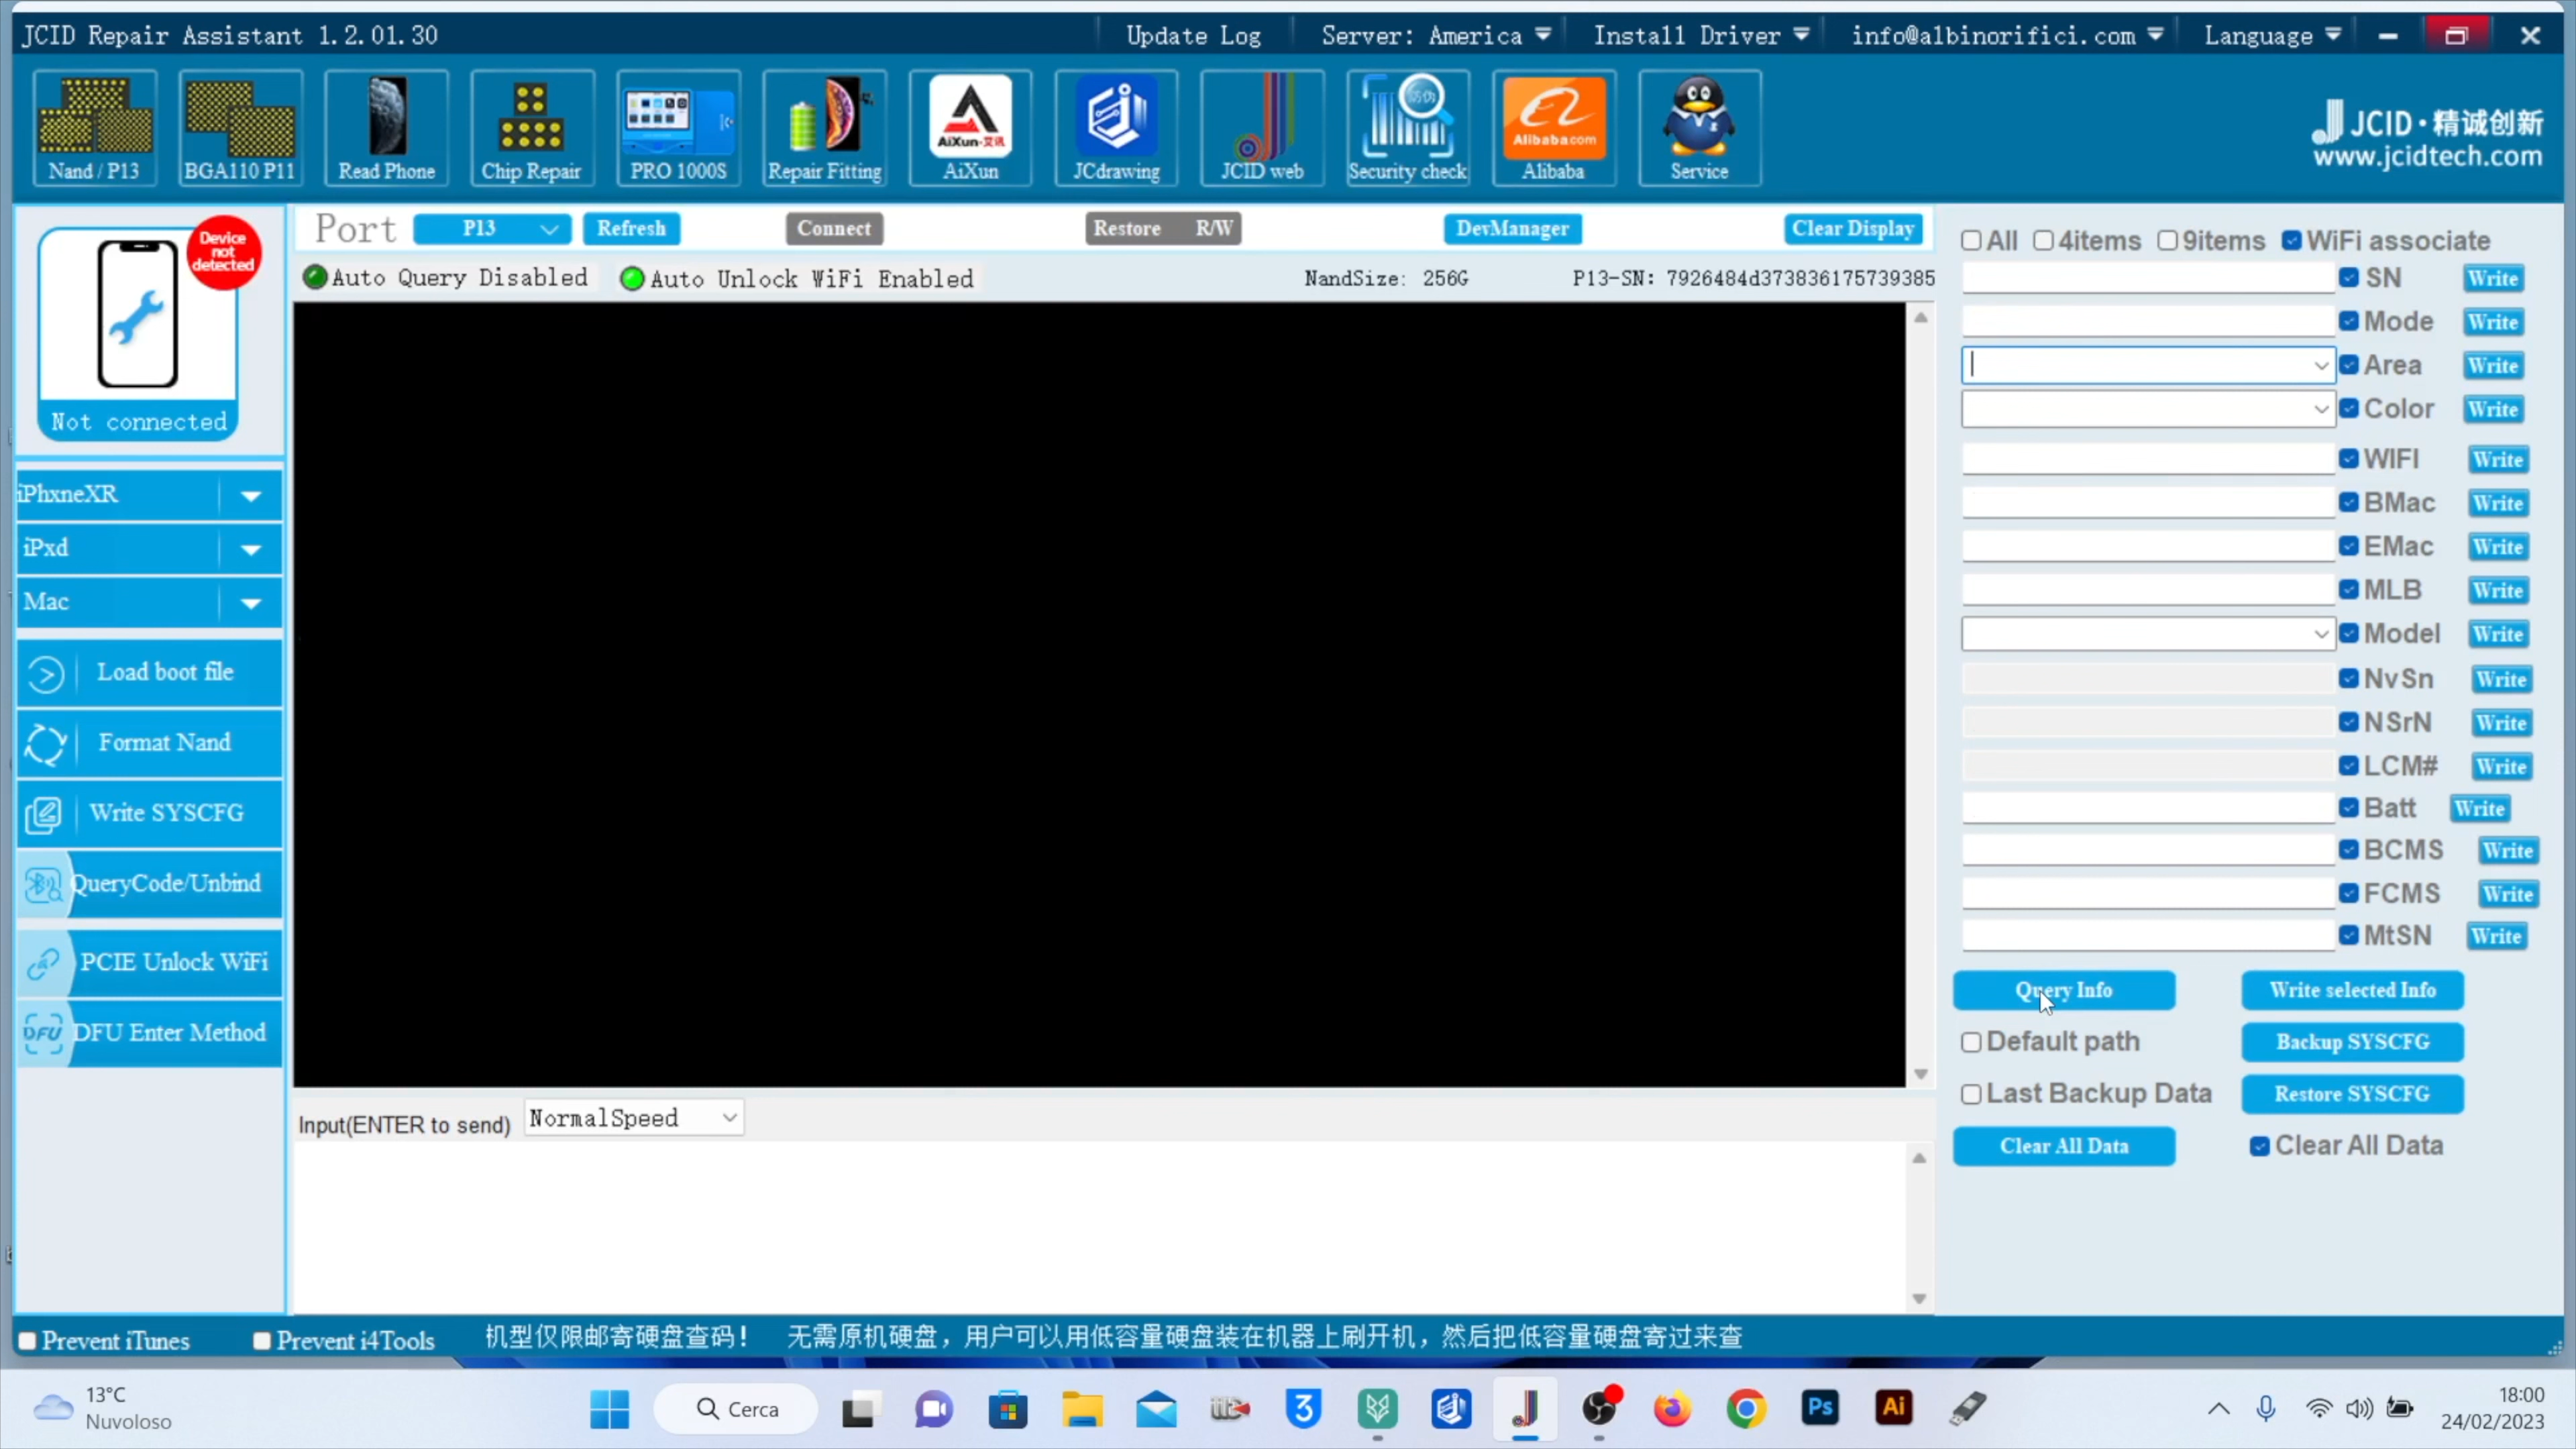 JCID Repair Assistant 1.2.01.30
Update Log
Server: America
Install Driver
info@albinorifici.com
Language
Nand / P13
BGA110 P11
Read Phone
Chip Repair
PRO 1000S
Repair Fitting
AiXun-艾讯
AiXun
JCdrawing
JCID web
Security check
Alibaba.com
Alibaba
Service
JCID·精诚创新
www.jcidtech.com
Device
not
detected
Not connected
Port
P13
Refresh
Connect
Restore R/W
DevManager
Clear Display
Auto Query Disabled
Auto Unlock WiFi Enabled
NandSize: 256G
P13-SN: 7926484d373836175739385
All
4items
9items
WiFi associate
SN Write
Mode Write
Area Write
Color Write
WIFI Write
BMac Write
EMac Write
MLB Write
Model Write
NvSn Write
NSrN Write
LCM# Write
Batt Write
BCMS Write
FCMS Write
MtSN Write
iPhxneXR
iPxd
Mac
Load boot file
Format Nand
Write SYSCFG
QueryCode/Unbind
PCIE Unlock WiFi
DFU DFU Enter Method
Query Info
Write selected Info
Default path
Backup SYSCFG
Last Backup Data
Restore SYSCFG
Clear All Data
Clear All Data
Input(ENTER to send)
NormalSpeed
Prevent iTunes
Prevent i4Tools
机型仅限邮寄硬盘查码！
无需原机硬盘，用户可以用低容量硬盘装在机器上刷开机，然后把低容量硬盘寄过来查
13°C
Nuvoloso
Cerca
3
Ps
Ai
18:00
24/02/2023